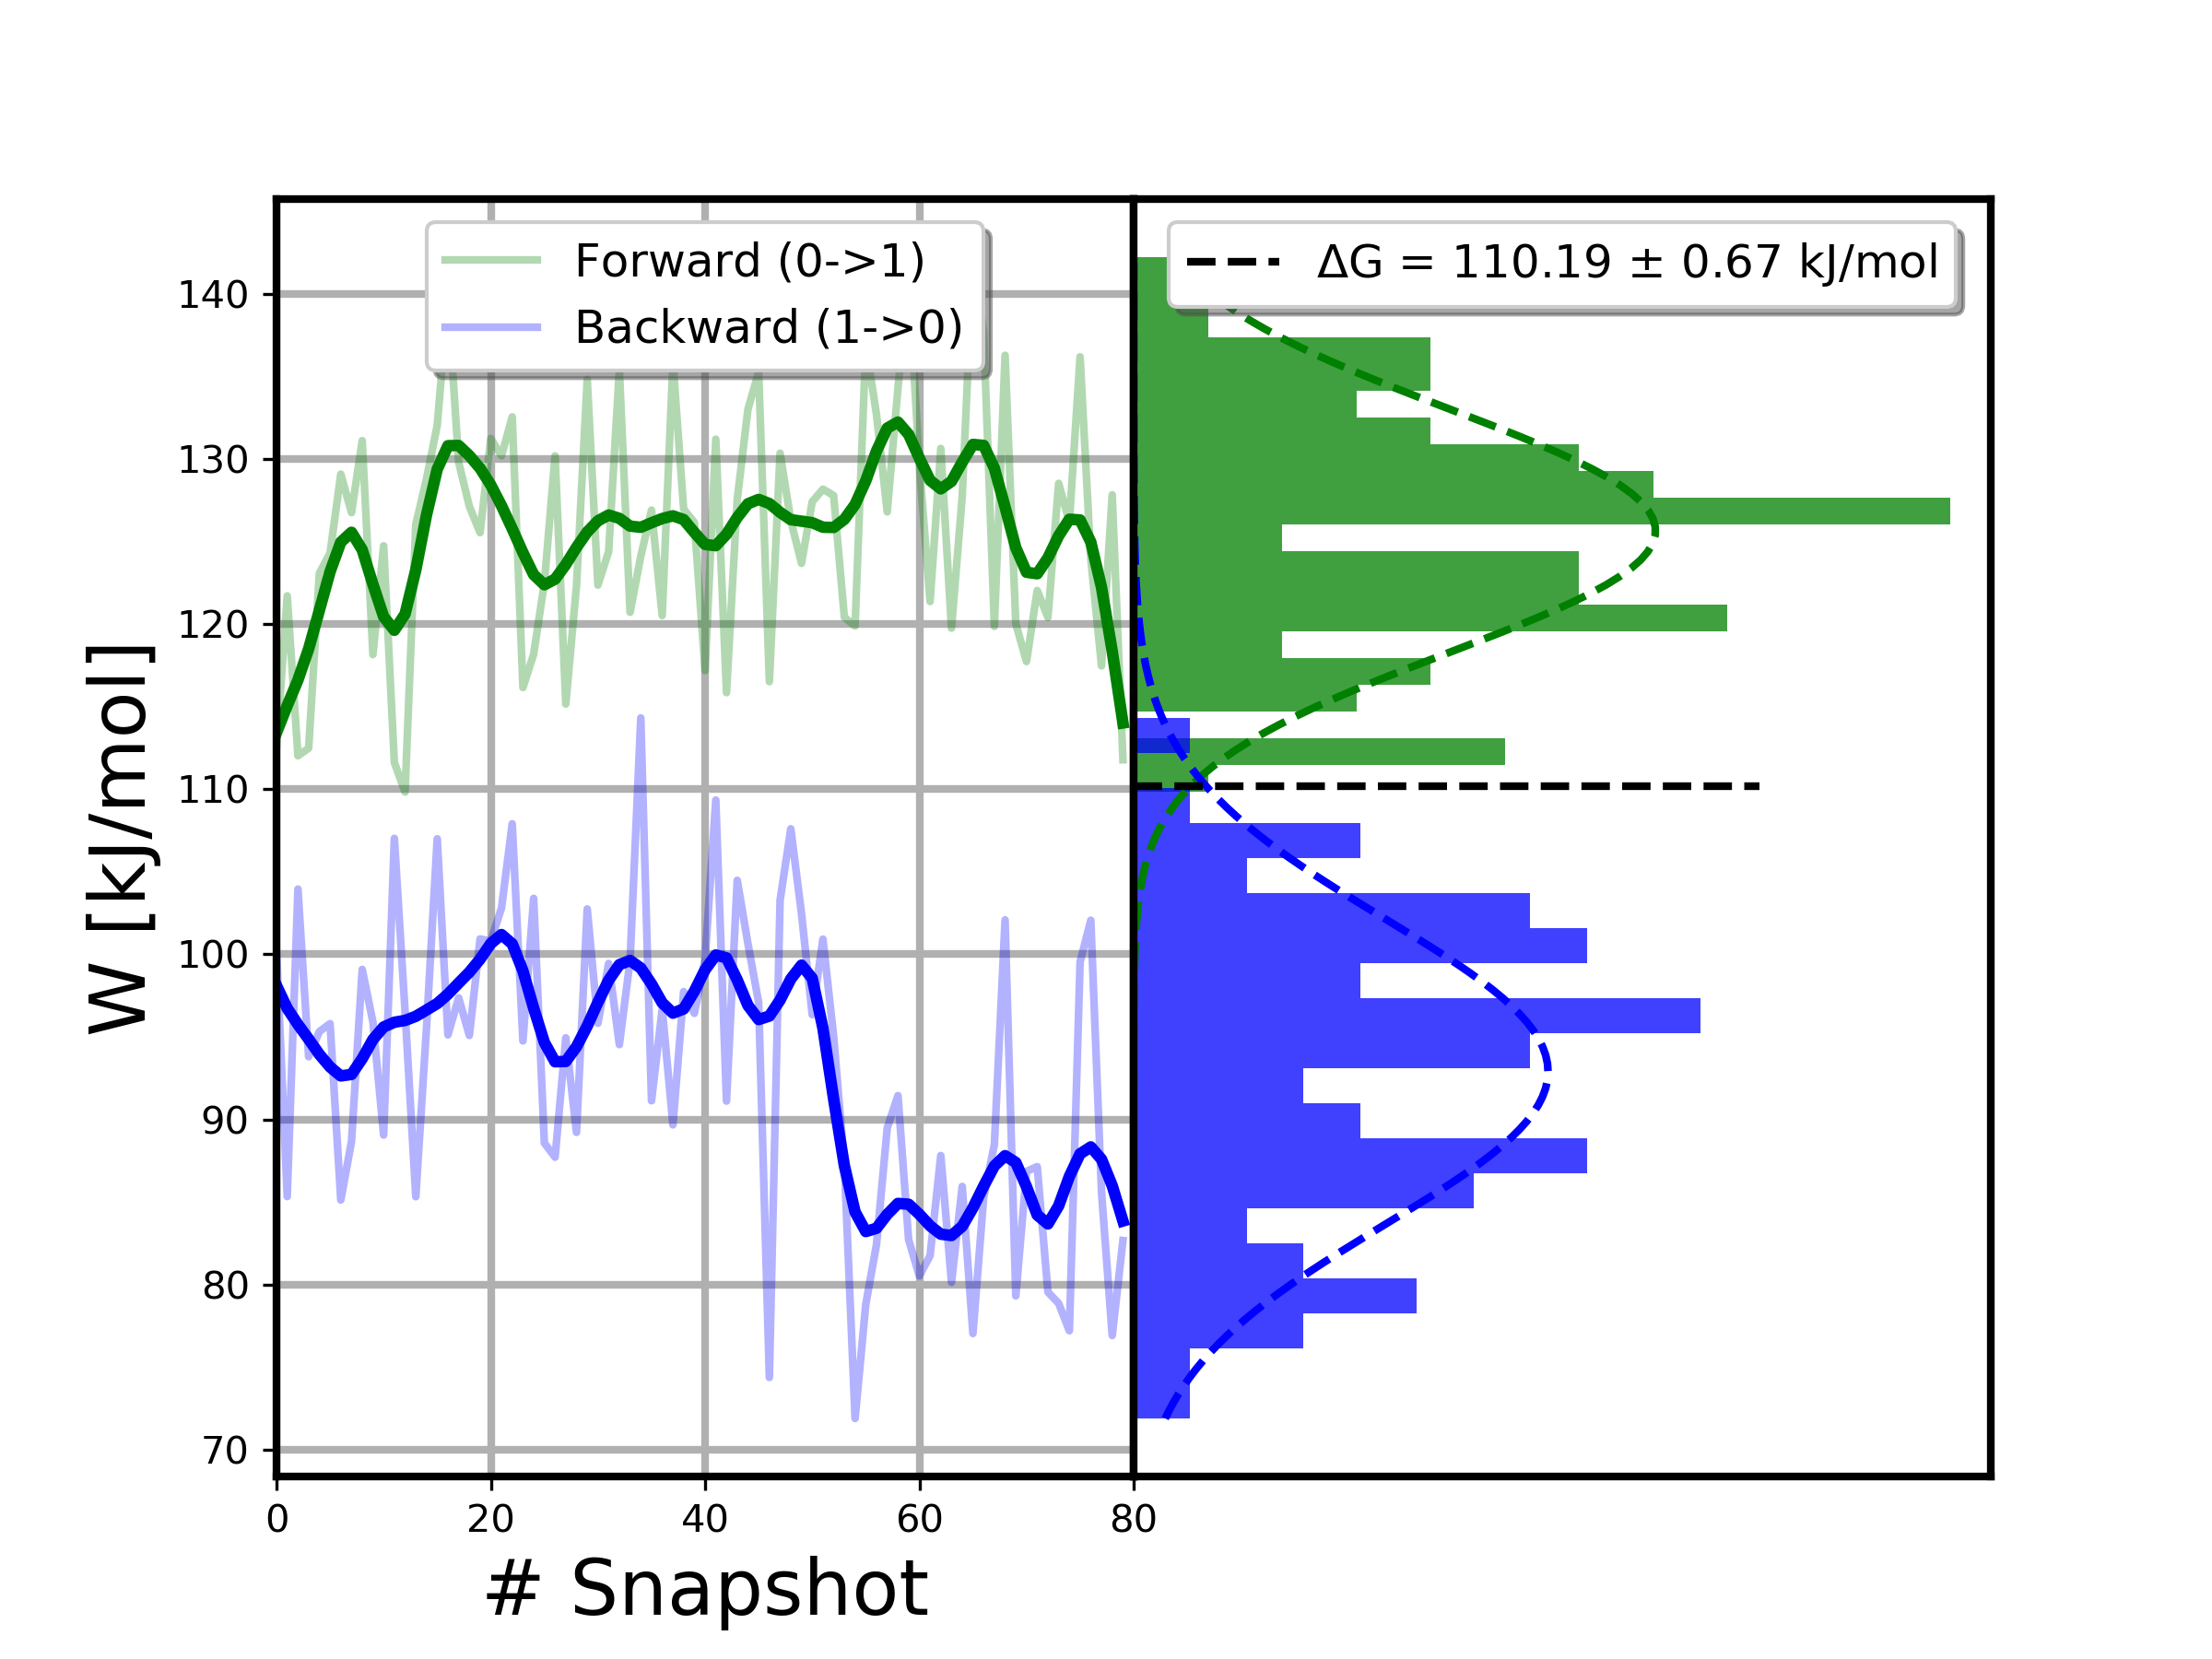 Forward (0->1)
Backward (1->0)
ΔG = 110.19 ± 0.67 kJ/mol
140
130
120
110
100
90
80
70
W [kJ/mol]
0 20 40 60 80
# Snapshot